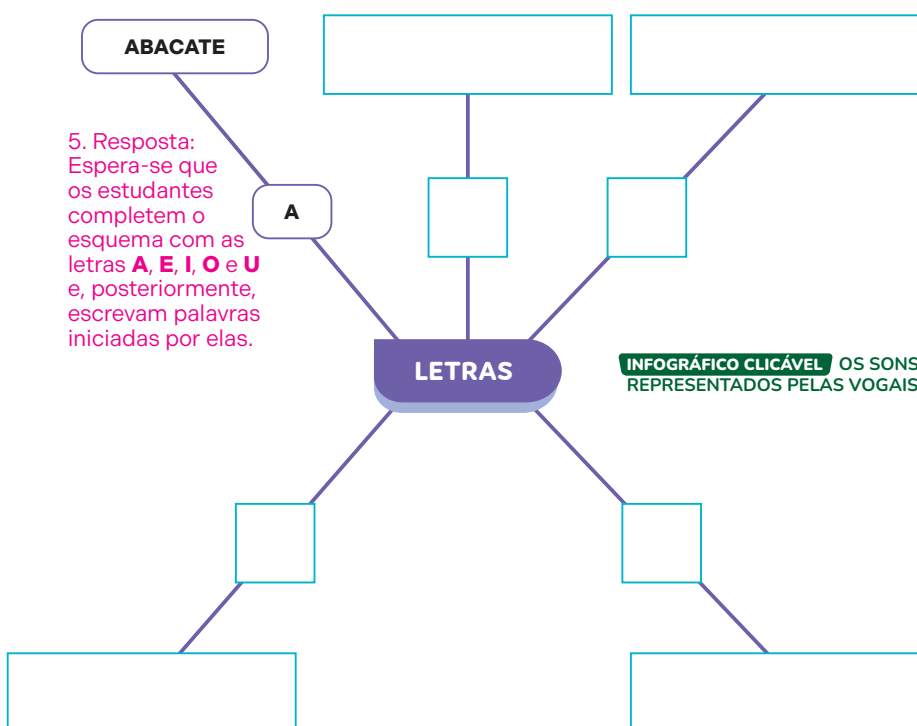 ABACATE
5. Resposta:
Espera-se que
os estudantes
completem o
esquema com as
letras A, E, I, O e U
e, posteriormente,
escrevam palavras
iniciadas por elas.
A
LETRAS
INFOGRÁFICO CLICÁVEL OS SONS
REPRESENTADOS PELAS VOGAIS